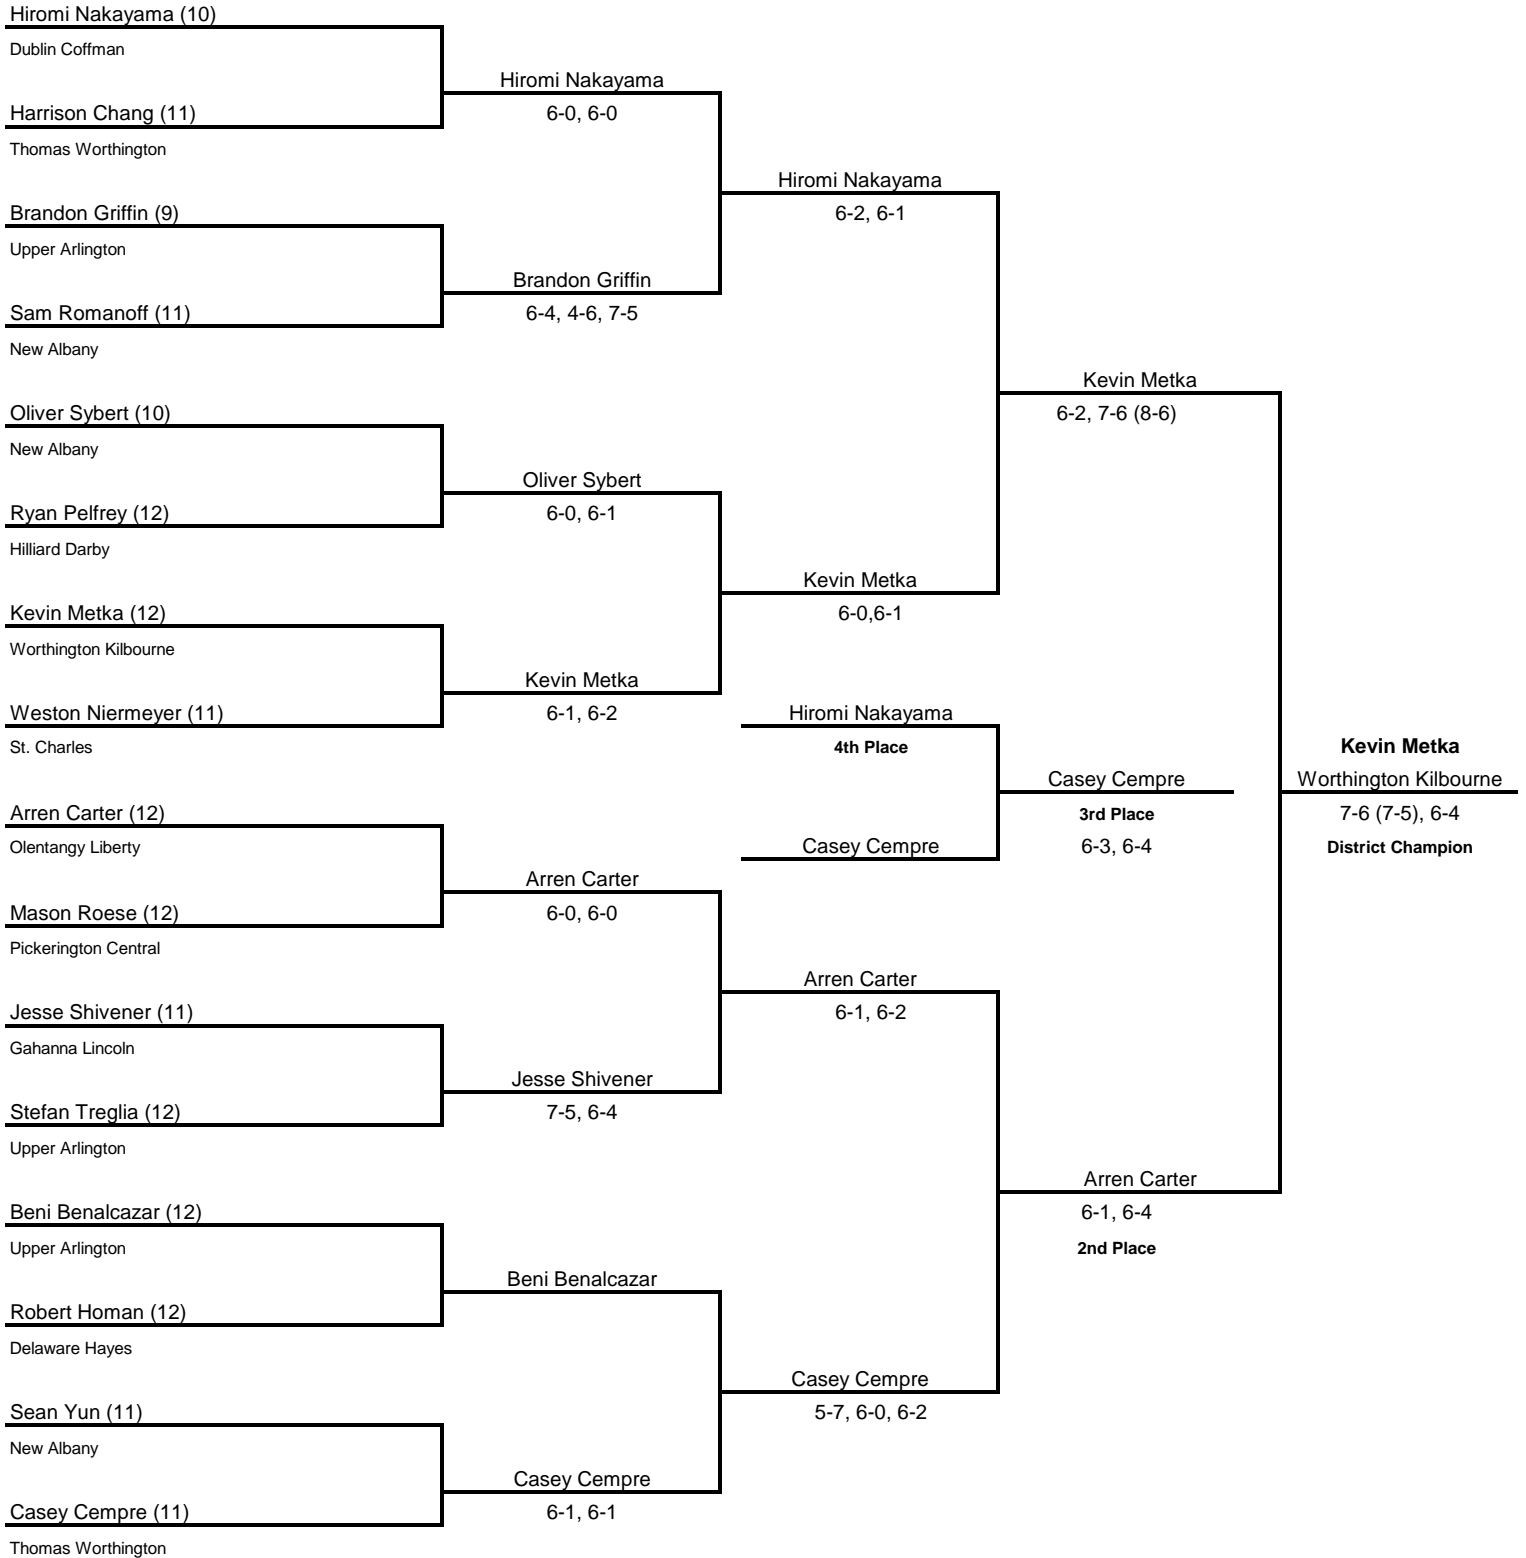 Hiromi Nakayama (10)
Dublin Coffman
Hiromi Nakayama
6-0, 6-0
Harrison Chang (11)
Thomas Worthington
Hiromi Nakayama
6-2, 6-1
Brandon Griffin (9)
Upper Arlington
Brandon Griffin
6-4, 4-6, 7-5
Sam Romanoff (11)
New Albany
Kevin Metka
6-2, 7-6 (8-6)
Oliver Sybert (10)
New Albany
Oliver Sybert
6-0, 6-1
Ryan Pelfrey (12)
Hilliard Darby
Kevin Metka
6-0,6-1
Kevin Metka (12)
Worthington Kilbourne
Kevin Metka
6-1, 6-2
Weston Niermeyer (11)
St. Charles
Hiromi Nakayama
4th Place
Casey Cempre
3rd Place
6-3, 6-4
Casey Cempre
Kevin Metka
Worthington Kilbourne
7-6 (7-5), 6-4
District Champion
Arren Carter (12)
Olentangy Liberty
Arren Carter
6-0, 6-0
Mason Roese (12)
Pickerington Central
Arren Carter
6-1, 6-2
Jesse Shivener (11)
Gahanna Lincoln
Jesse Shivener
7-5, 6-4
Stefan Treglia (12)
Upper Arlington
Arren Carter
6-1, 6-4
2nd Place
Beni Benalcazar (12)
Upper Arlington
Beni Benalcazar
Robert Homan (12)
Delaware Hayes
Casey Cempre
5-7, 6-0, 6-2
Sean Yun (11)
New Albany
Casey Cempre
6-1, 6-1
Casey Cempre (11)
Thomas Worthington